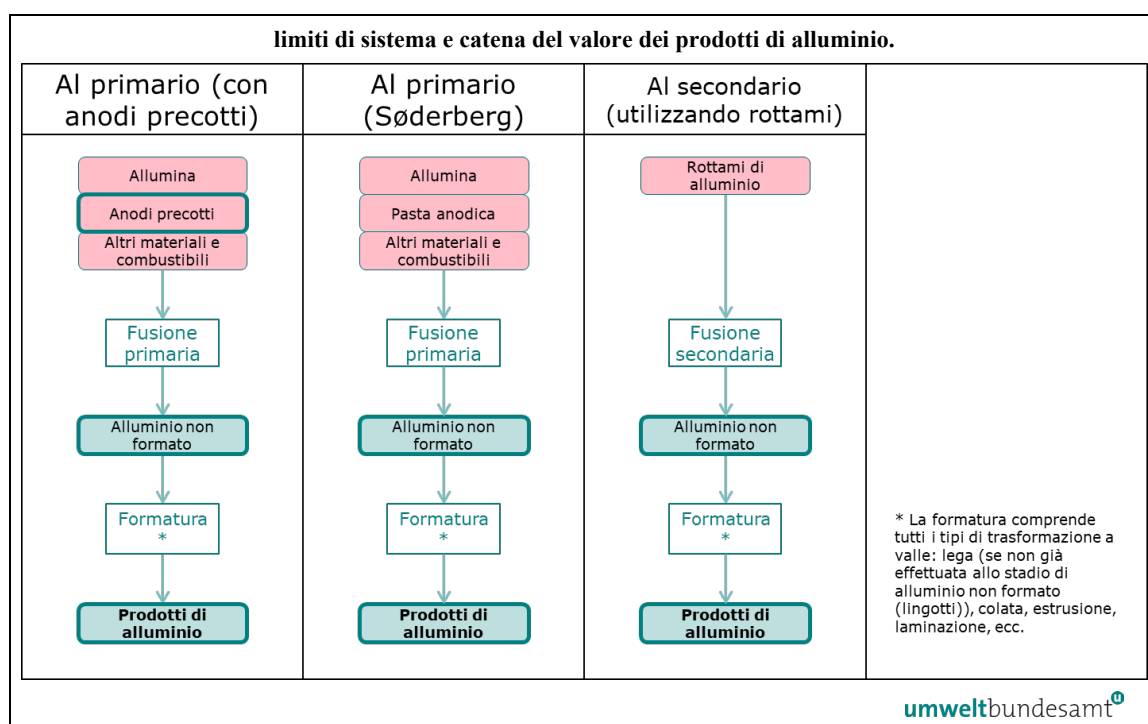 limiti di sistema e catena del valore dei prodotti di alluminio.
Al primario (con
anodi precotti)
Allumina
Anodi precotti
Altri materiali e
combustibili
Fusione
primaria
Alluminio non
formato
Formatura
*
Prodotti di
alluminio
Al primario
(Søderberg)
Allumina
Pasta anodica
Altri materiali e
combustibili
Fusione
primaria
Alluminio non
formato
Formatura
*
Prodotti di
alluminio
Al secondario
(utilizzando rottami)
Rottami di
alluminio
Fusione
secondaria
Alluminio non
formato
Formatura
*
Prodotti di
alluminio
* La formatura comprende
tutti i tipi di trasformazione a
valle: lega (se non già
effettuata allo stadio di
alluminio non formato
(lingotti)), colata, estrusione,
laminazione, ecc.
umweltbundesamt u